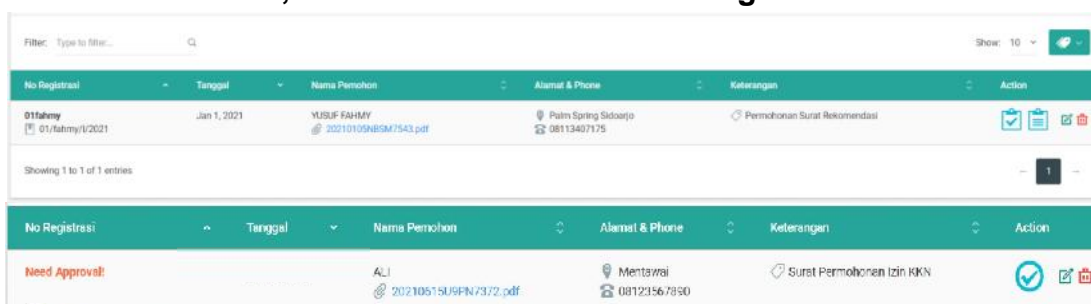 Filter: Type to filter... Show: 10
No Registrasi Tanggal Nama Pemohon Alamat & Phone Keterangan Action
01fahmy Jan 1, 2021 YUSUF FAHMY Palm Spring Sidoarjo Permohonan Surat Rekomendasi
01/fahmy/I/2021 20210105NBSM7543.pdf 08113407175
Showing 1 to 1 of 1 entries 1
No Registrasi Tanggal Nama Pemohon Alamat & Phone Keterangan Action
Need Approval! ALI Mentawai Surat Permohonan Izin KKN
20210615U9PN7372.pdf 08123567890